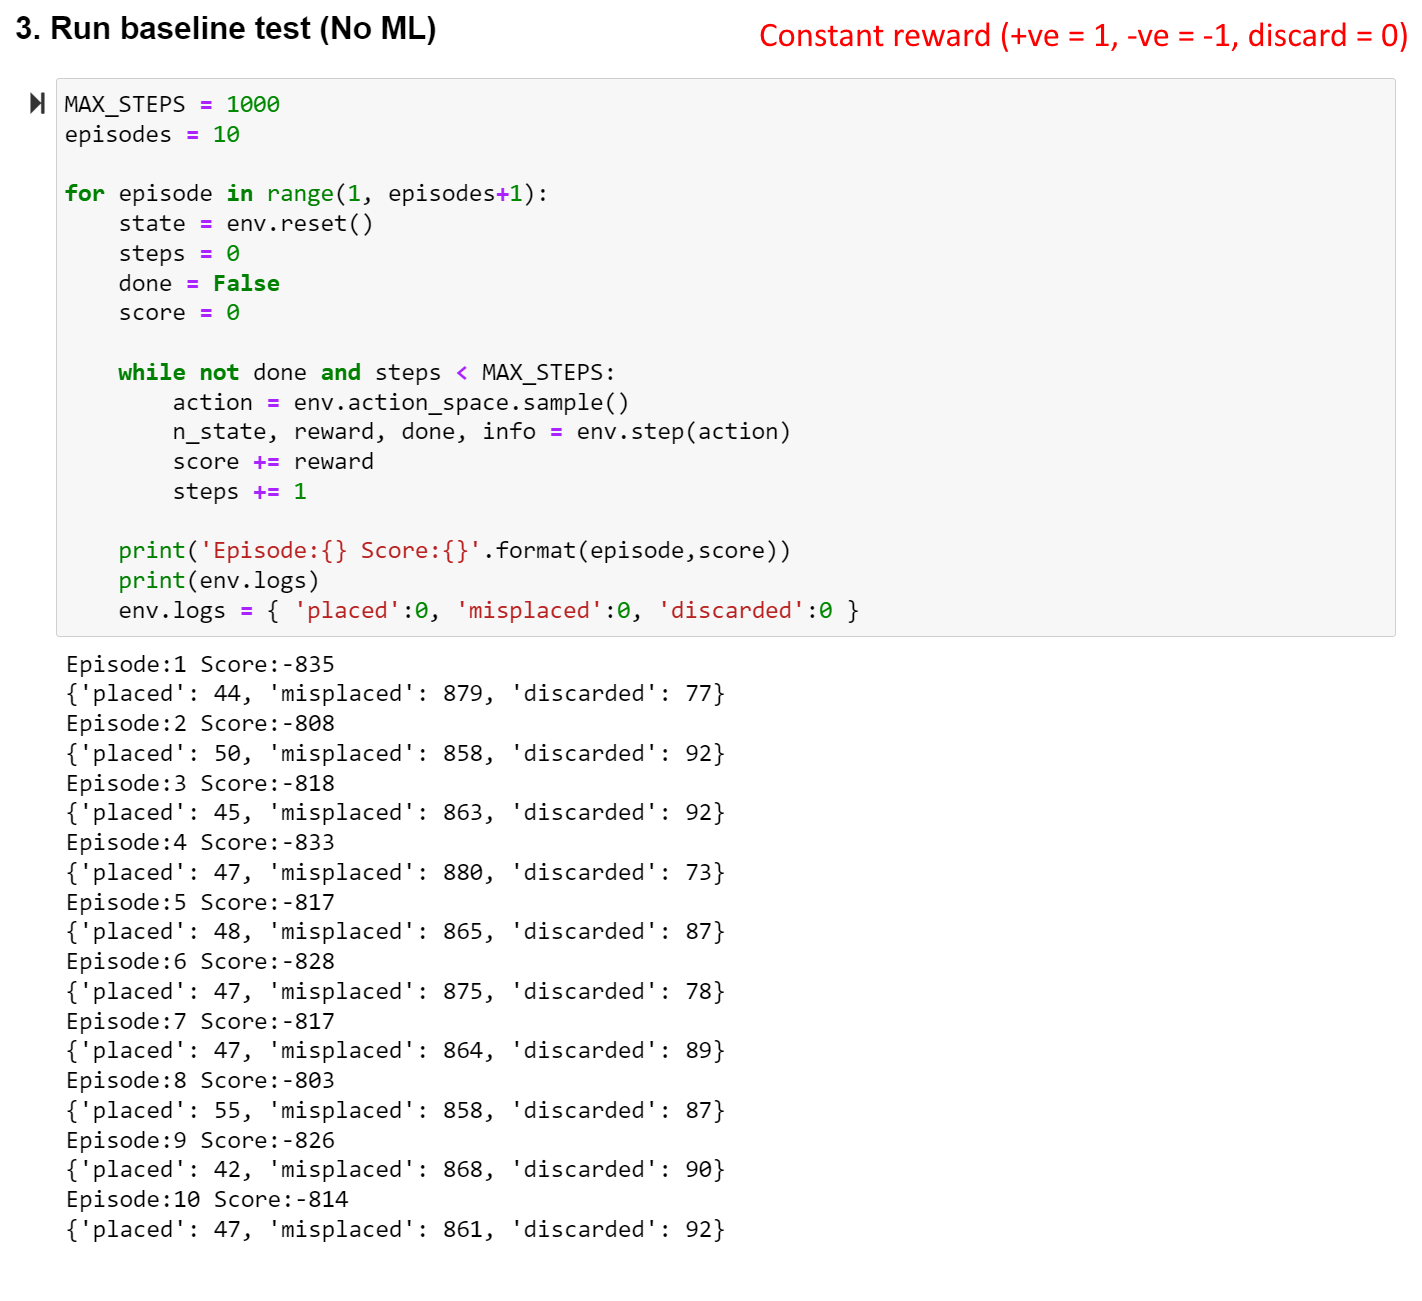 3. Run baseline test (No ML)
Constant reward (+ve = 1, -ve = -1, discard = 0)
MAX_STEPS = 1000
episodes = 10
for episode in range(1, episodes+1):
    state = env.reset()
    steps = 0
    done = False
    score = 0
    while not done and steps < MAX_STEPS:
        action = env.action_space.sample()
        n_state, reward, done, info = env.step(action)
        score += reward
        steps += 1
    print('Episode:{} Score:{}'.format(episode,score))
    print(env.logs)
    env.logs = { 'placed':0, 'misplaced':0, 'discarded':0 }
Episode:1 Score:-835
{'placed': 44, 'misplaced': 879, 'discarded': 77}
Episode:2 Score:-808
{'placed': 50, 'misplaced': 858, 'discarded': 92}
Episode:3 Score:-818
{'placed': 45, 'misplaced': 863, 'discarded': 92}
Episode:4 Score:-833
{'placed': 47, 'misplaced': 880, 'discarded': 73}
Episode:5 Score:-817
{'placed': 48, 'misplaced': 865, 'discarded': 87}
Episode:6 Score:-828
{'placed': 47, 'misplaced': 875, 'discarded': 78}
Episode:7 Score:-817
{'placed': 47, 'misplaced': 864, 'discarded': 89}
Episode:8 Score:-803
{'placed': 55, 'misplaced': 858, 'discarded': 87}
Episode:9 Score:-826
{'placed': 42, 'misplaced': 868, 'discarded': 90}
Episode:10 Score:-814
{'placed': 47, 'misplaced': 861, 'discarded': 92}